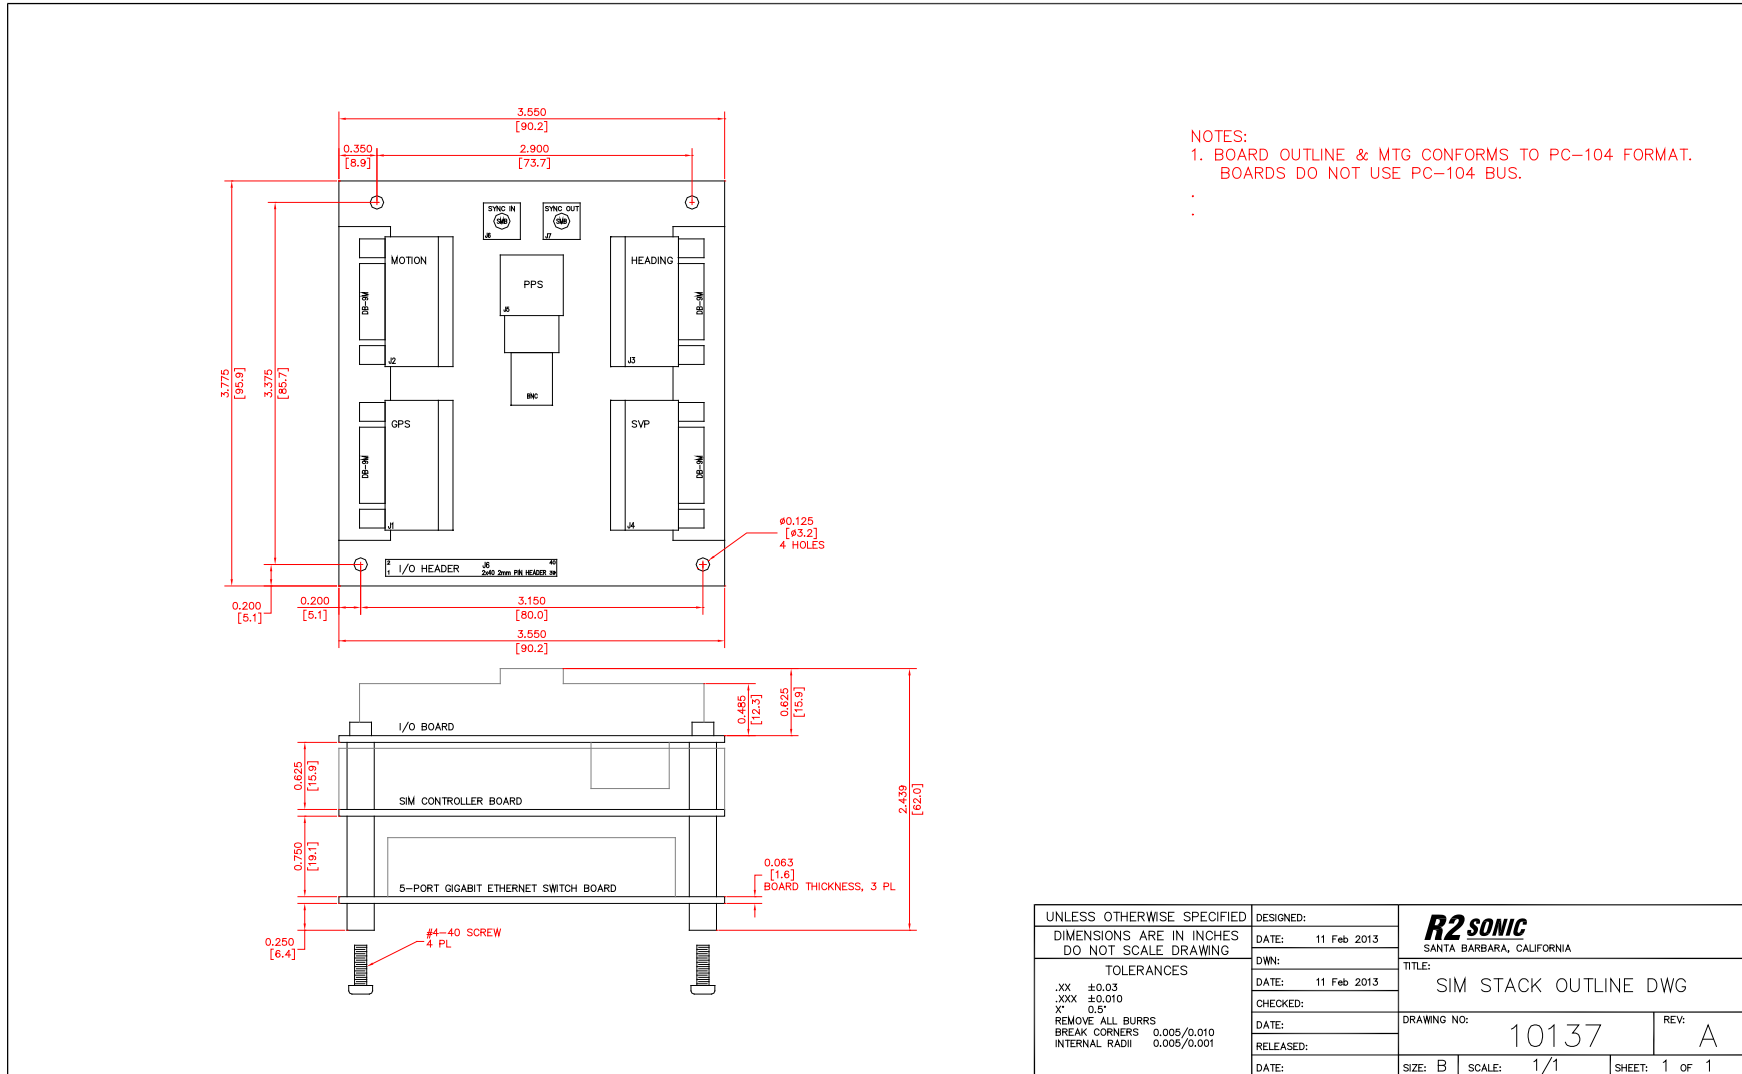 3.550
[90.2]
0.350
[8.9]
2.900
[73.7]
NOTES:
1. BOARD OUTLINE & MTG CONFORMS TO PC-104 FORMAT.
BOARDS DO NOT USE PC-104 BUS.
.
.
SYNC IN
SMB
J6
SYNC OUT
SMB
J7
MOTION
DB-9M
J2
PPS
J5
BNC
HEADING
DB-9M
J3
3.775
[95.9]
3.375
[85.7]
GPS
DB-9M
J1
SVP
DB-9M
J4
ø0.125
[ø3.2]
4 HOLES
2
1
I/O HEADER
J6
2x40 2mm PIN HEADER
40
39
0.200
[5.1]
0.200
[5.1]
3.150
[80.0]
3.550
[90.2]
0.485
[12.3]
0.625
[15.9]
I/O BOARD
0.625
[15.9]
SIM CONTROLLER BOARD
2.439
[62.0]
0.750
[19.1]
5-PORT GIGABIT ETHERNET SWITCH BOARD
0.063
[1.6]
BOARD THICKNESS, 3 PL
0.250
[6.4]
#4-40 SCREW
4 PL
UNLESS OTHERWISE SPECIFIED
DIMENSIONS ARE IN INCHES
DO NOT SCALE DRAWING
TOLERANCES
.XX ±0.03
.XXX ±0.010
X° 0.5°
REMOVE ALL BURRS
BREAK CORNERS 0.005/0.010
INTERNAL RADII 0.005/0.001
DESIGNED:
DATE: 11 Feb 2013
DWN:
DATE: 11 Feb 2013
CHECKED:
DATE:
RELEASED:
DATE:
R2 SONIC
SANTA BARBARA, CALIFORNIA
TITLE:
SIM STACK OUTLINE DWG
DRAWING NO:
10137
REV:
A
SIZE: B
SCALE: 1/1
SHEET: 1 OF 1